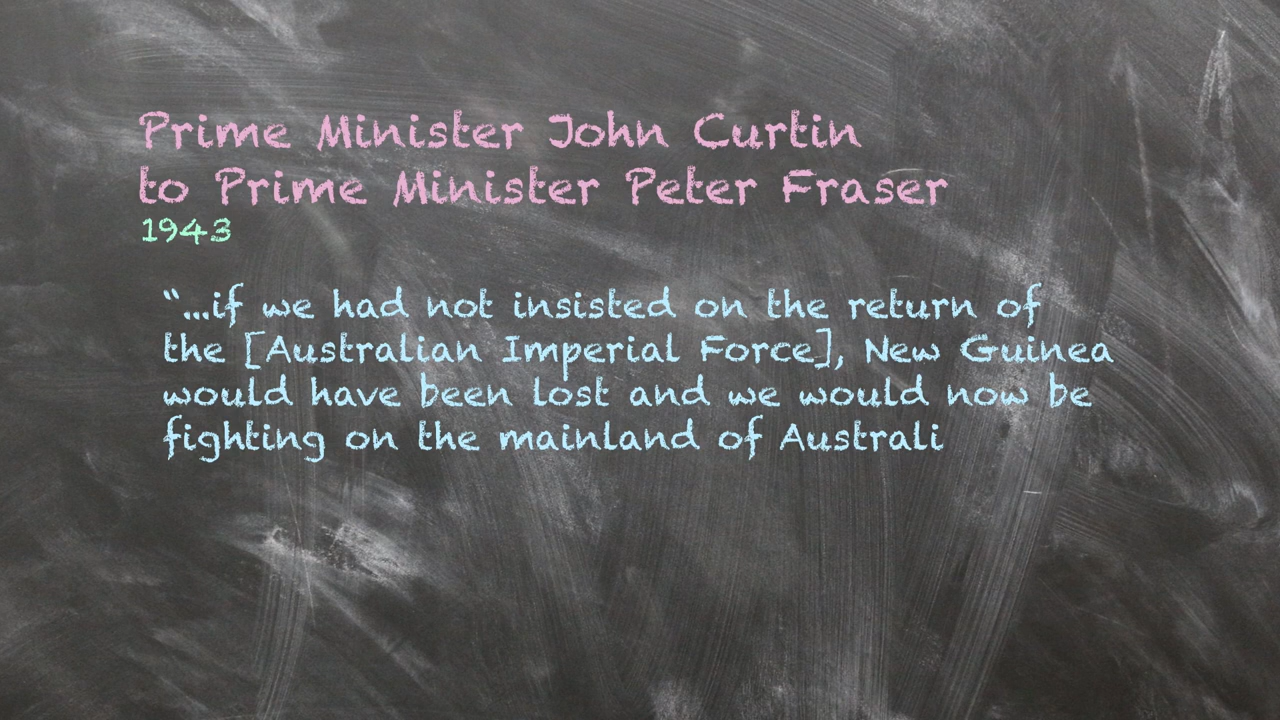 Prime Minister John Curtin
to Prime Minister Peter Fraser
1943
“...if we had not insisted on the return of
the [Australian Imperial Force], New Guinea
would have been lost and we would now be
fighting on the mainland of Australi